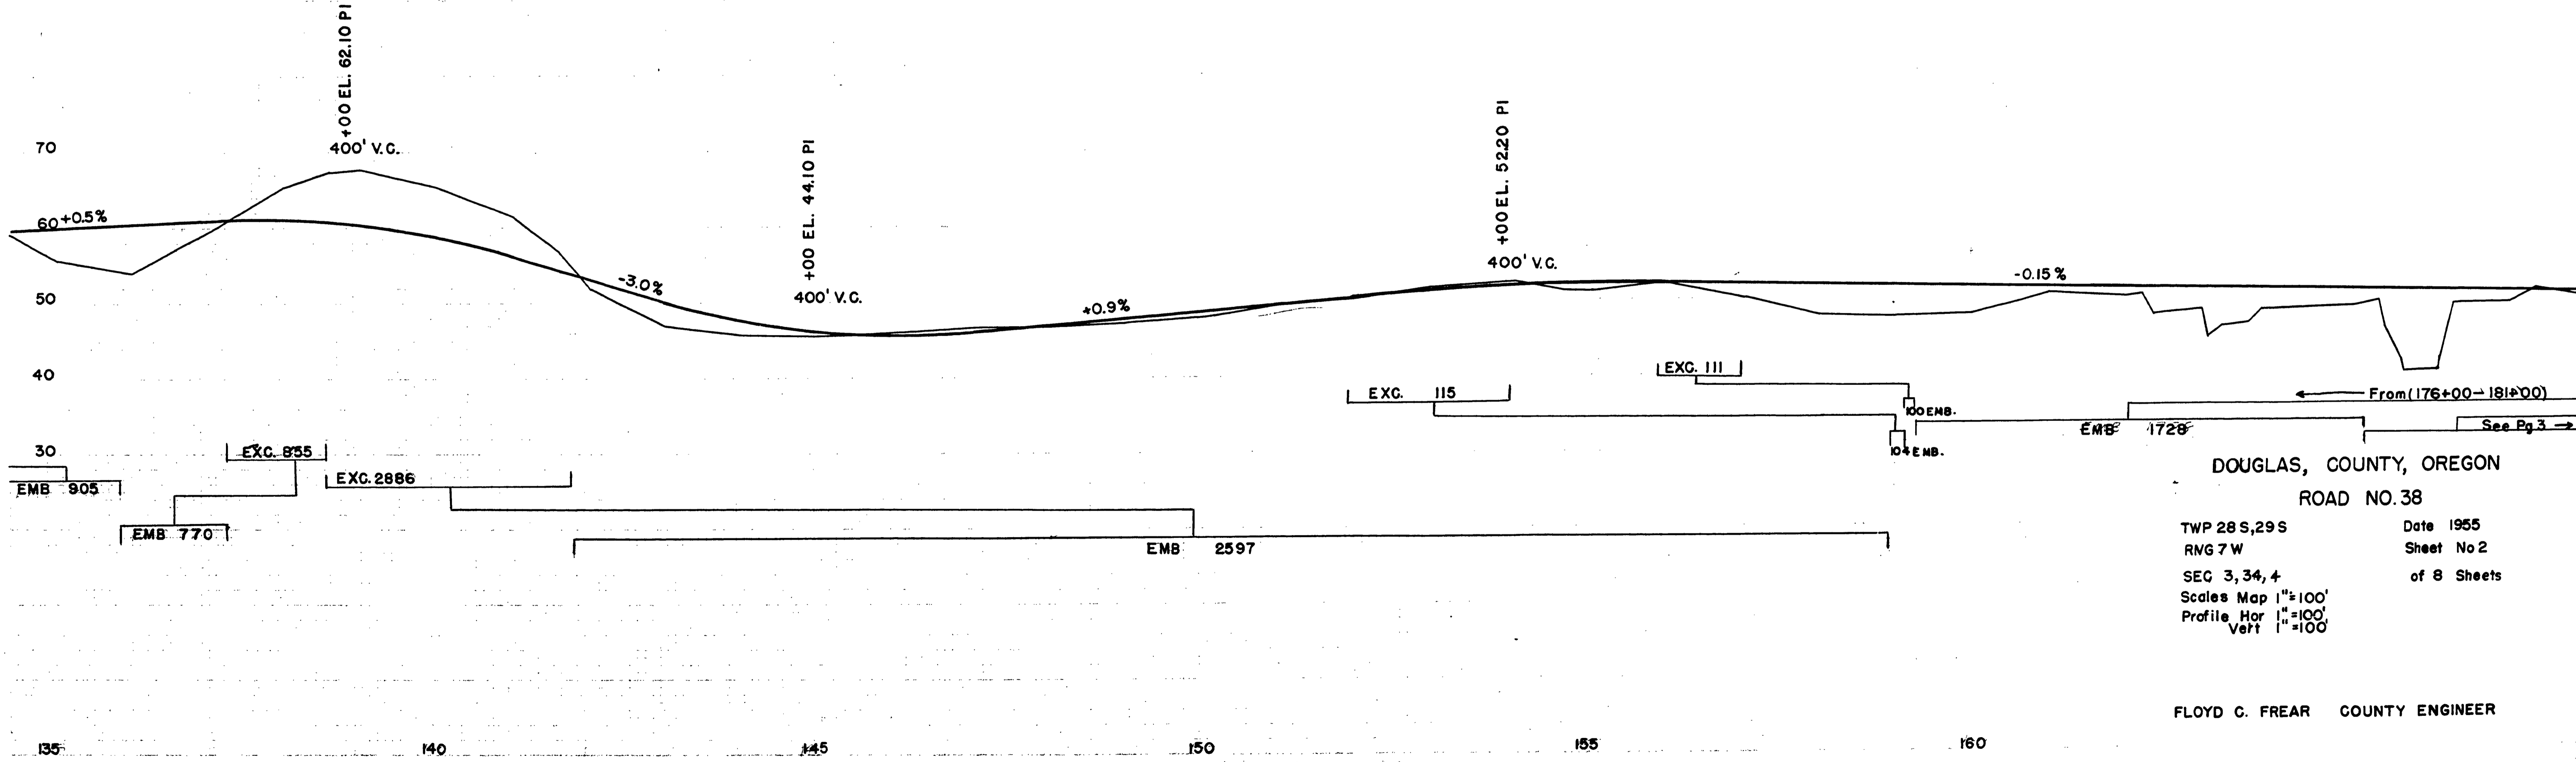 +00 EL. 62.10 PI
400' V.C.
+00 EL. 44.10 PI
400' V.C.
+00 EL. 52.20 PI
400' V.C.
70
60
50
40
30
+0.5%
-3.0%
+0.9%
-0.15%
EXC. 111
EXC. 115
100 EMB.
104 EMB.
From (176+00-181+00)
EMB 1728
See Pg 3
EXC. 855
EXC. 2886
EMB 905
EMB 770
EMB 2597
DOUGLAS, COUNTY, OREGON
ROAD NO. 38
TWP 28 S, 29 S Date 1955
RNG 7 W Sheet No 2
SEC 3, 34, 4 of 8 Sheets
Scales Map 1"=100'
Profile Hor 1"=100'
Vert 1"=100'
FLOYD C. FREAR COUNTY ENGINEER
135 140 145 150 155 160